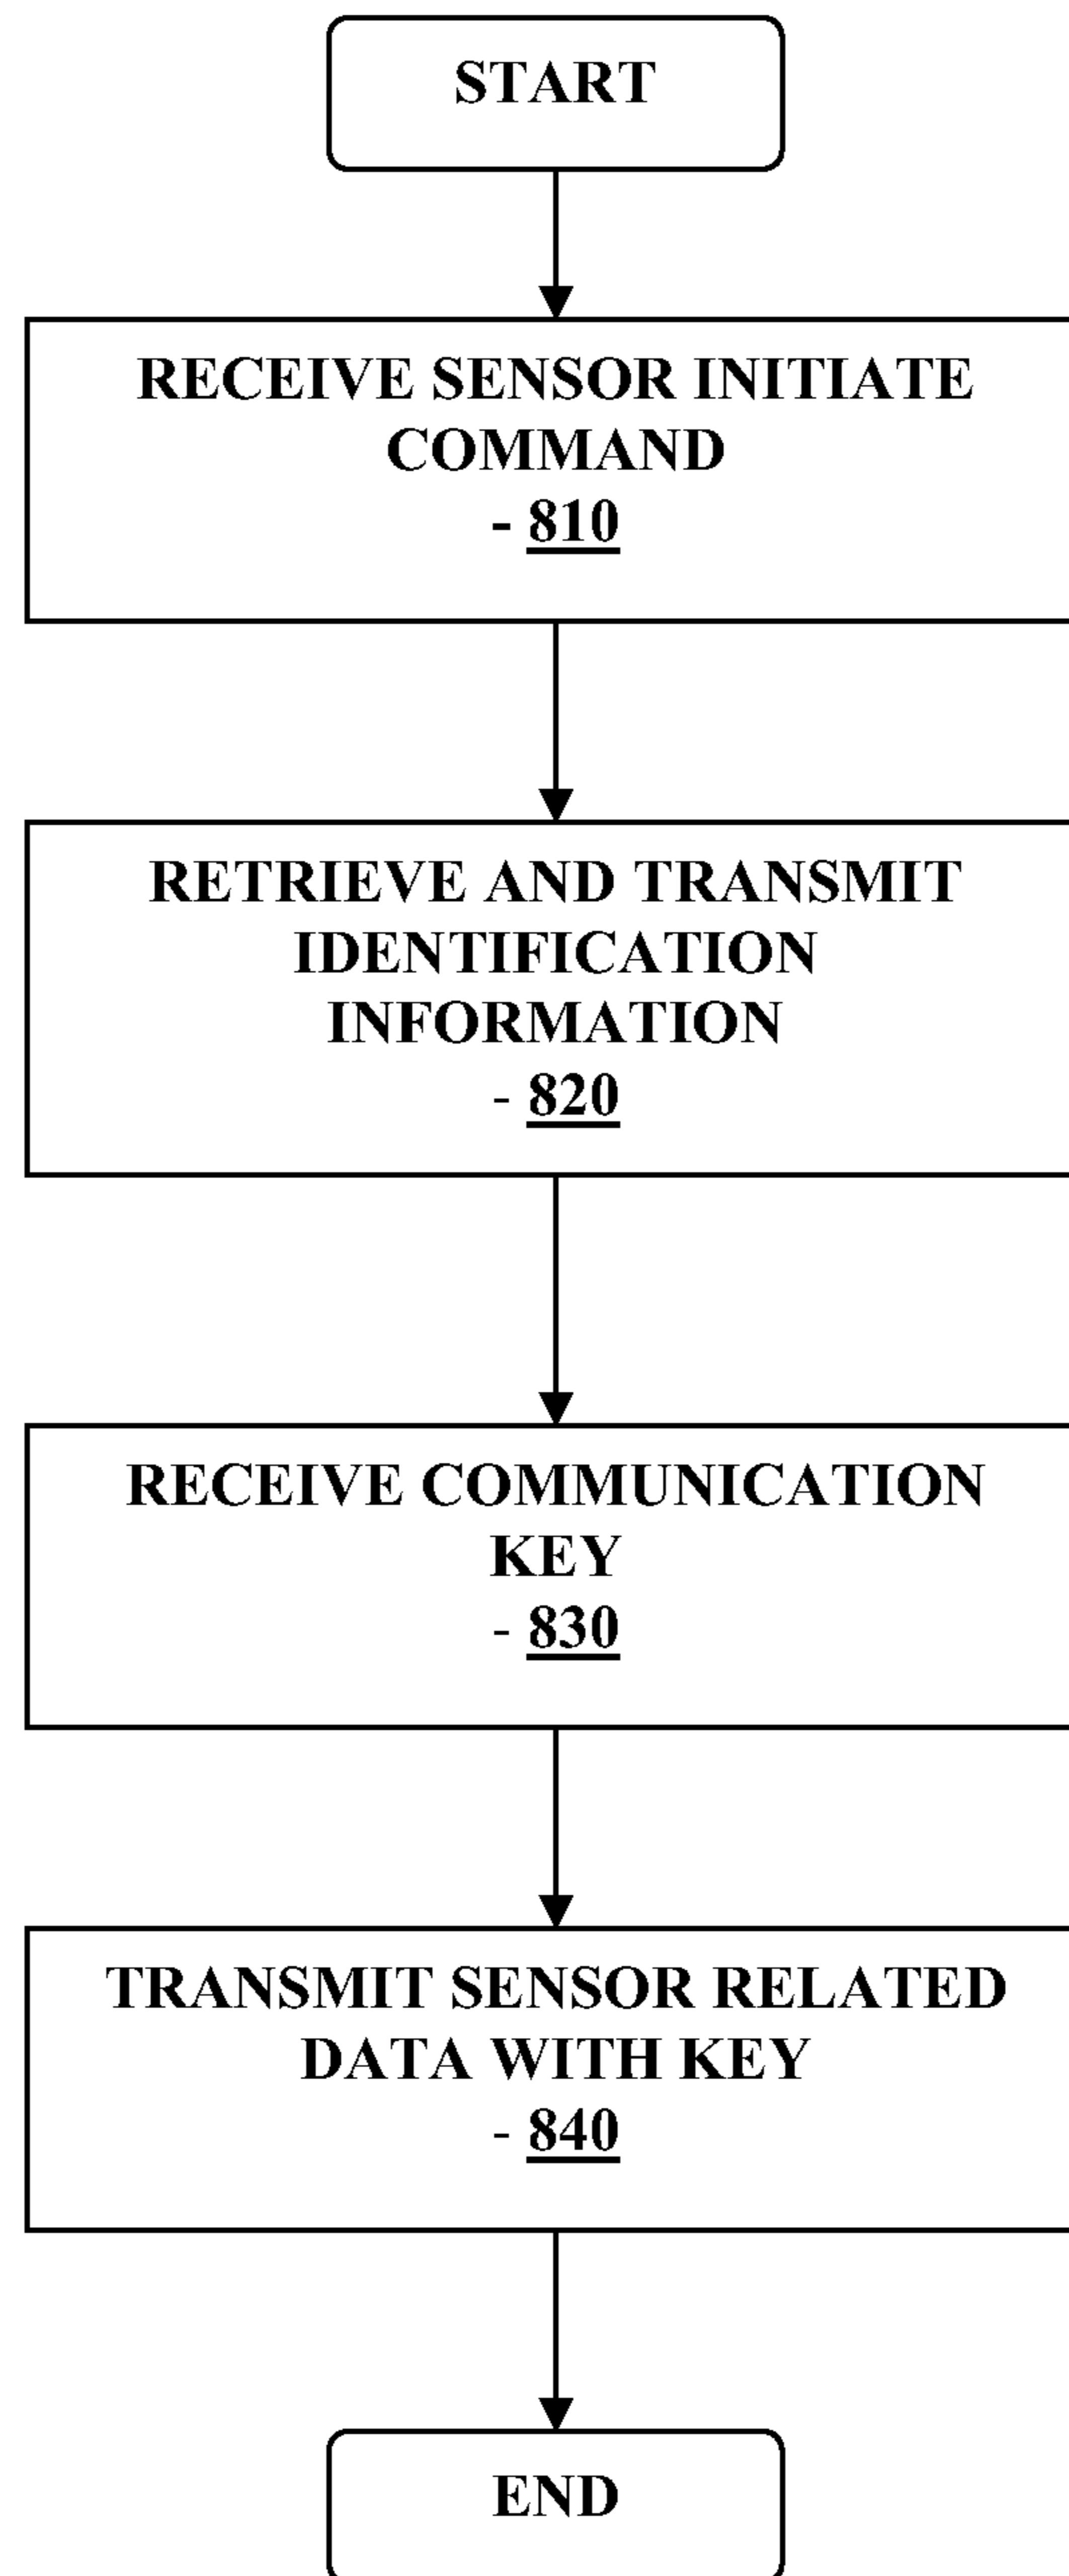 START
RECEIVE SENSOR INITIATE
COMMAND
- 810
RETRIEVE AND TRANSMIT
IDENTIFICATION
INFORMATION
- 820
RECEIVE COMMUNICATION
KEY
- 830
TRANSMIT SENSOR RELATED
DATA WITH KEY
- 840
END